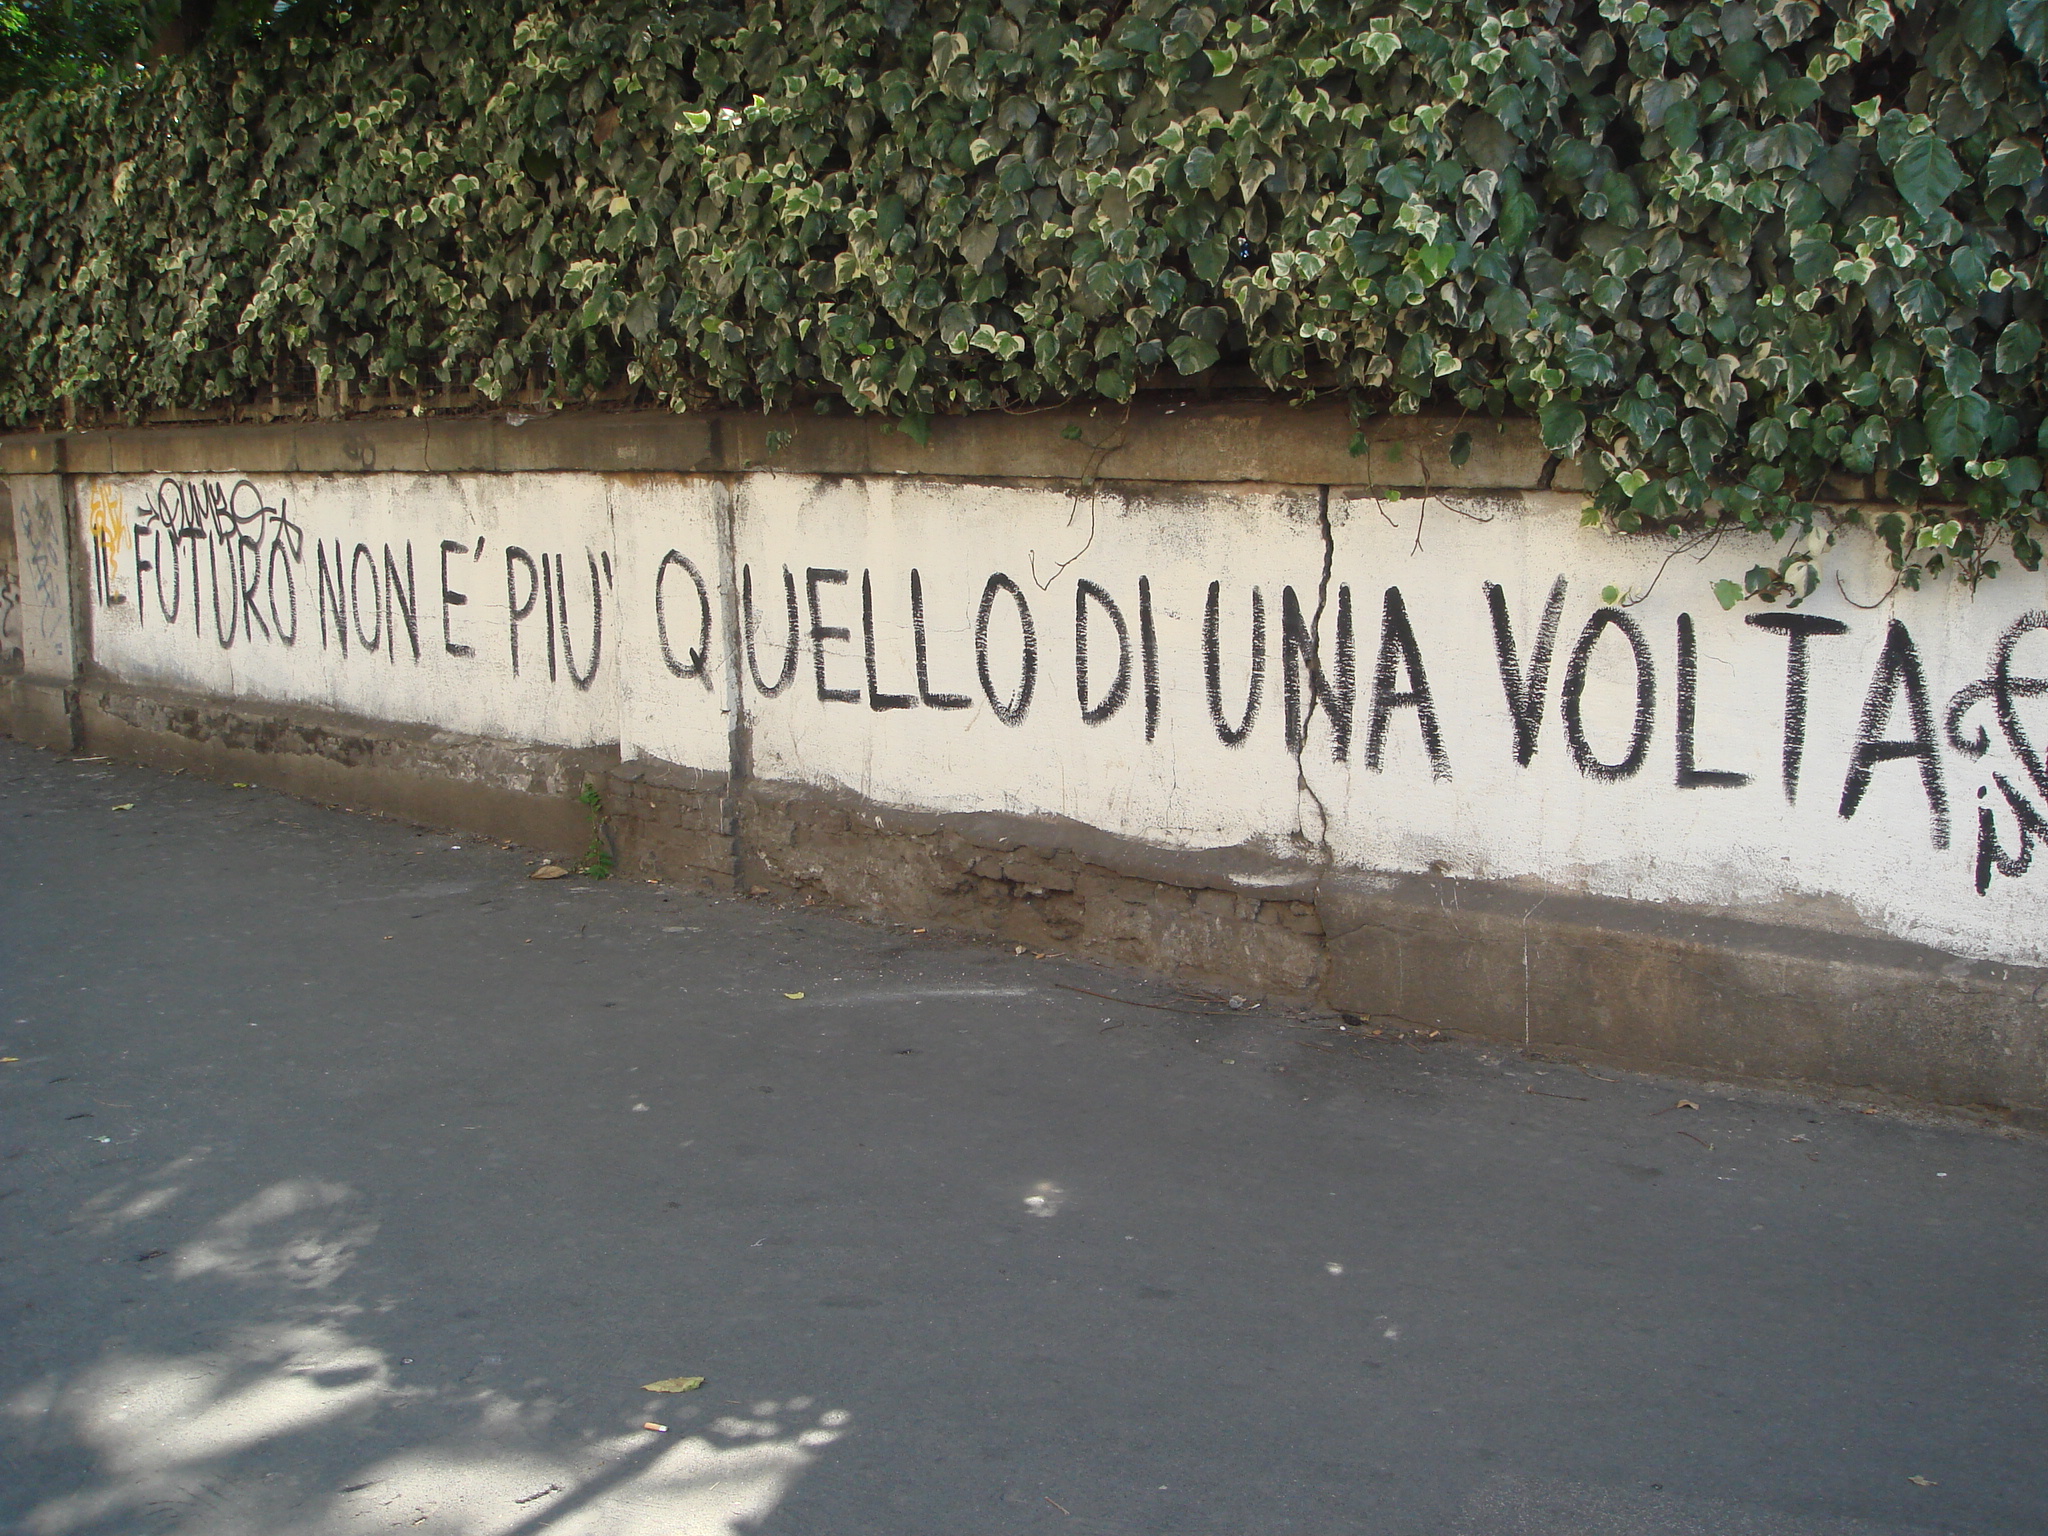 IL FUTURO NON E' PIU' QUELLO DI UNA VOLTA